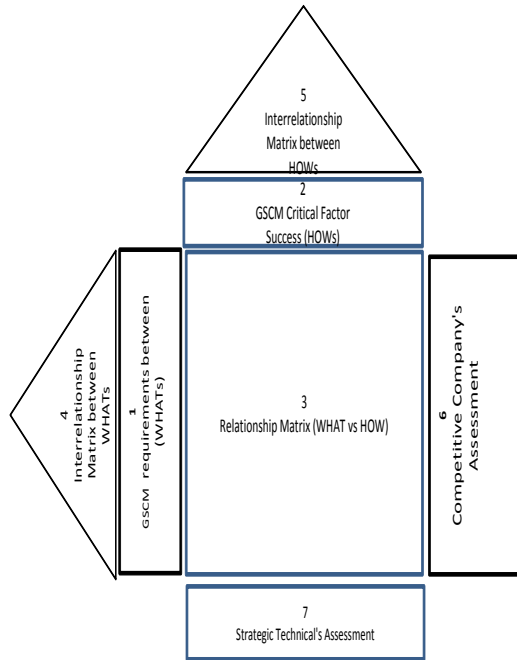 5
Interrelationship
Matrix between
HOWs
2
GSCM Critical Factor
Success (HOWs)
4
Interrelationship
Matrix between
WHATs
1
GSCM requirements between
(WHATs)
3
Relationship Matrix (WHAT vs HOW)
6
Competitive Company's
Assessment
7
Strategic Technical's Assessment